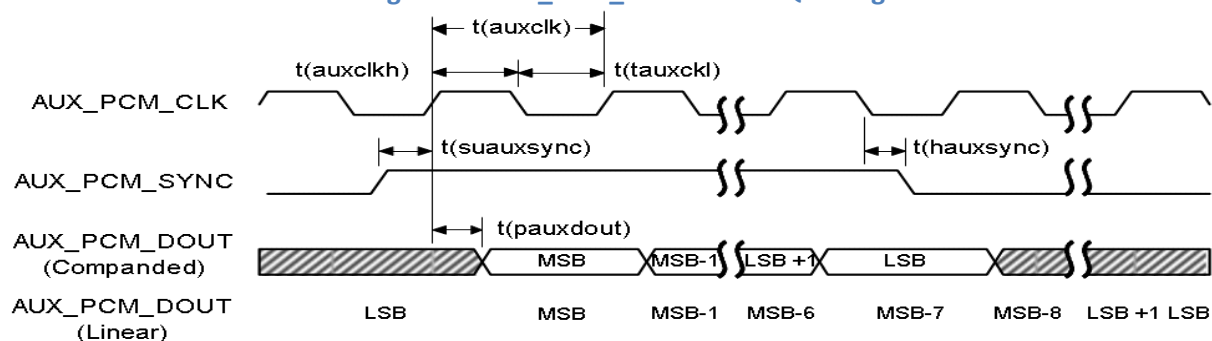 t(auxclk)
t(auxclkh)
t(tauxckl)
AUX_PCM_CLK
t(suauxsync)
t(hauxsync)
AUX_PCM_SYNC
t(pauxdout)
AUX_PCM_DOUT
(Companded)
MSB MSB-1 LSB +1 LSB
AUX_PCM_DOUT
(Linear)
LSB MSB MSB-1 MSB-6 MSB-7 MSB-8 LSB +1 LSB